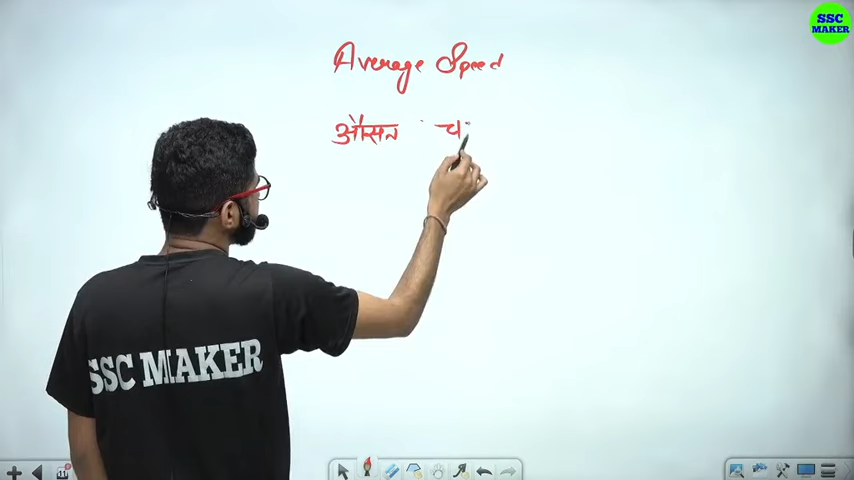 SSC
MAKER
Average Speed
औसत च
SSC MAKER